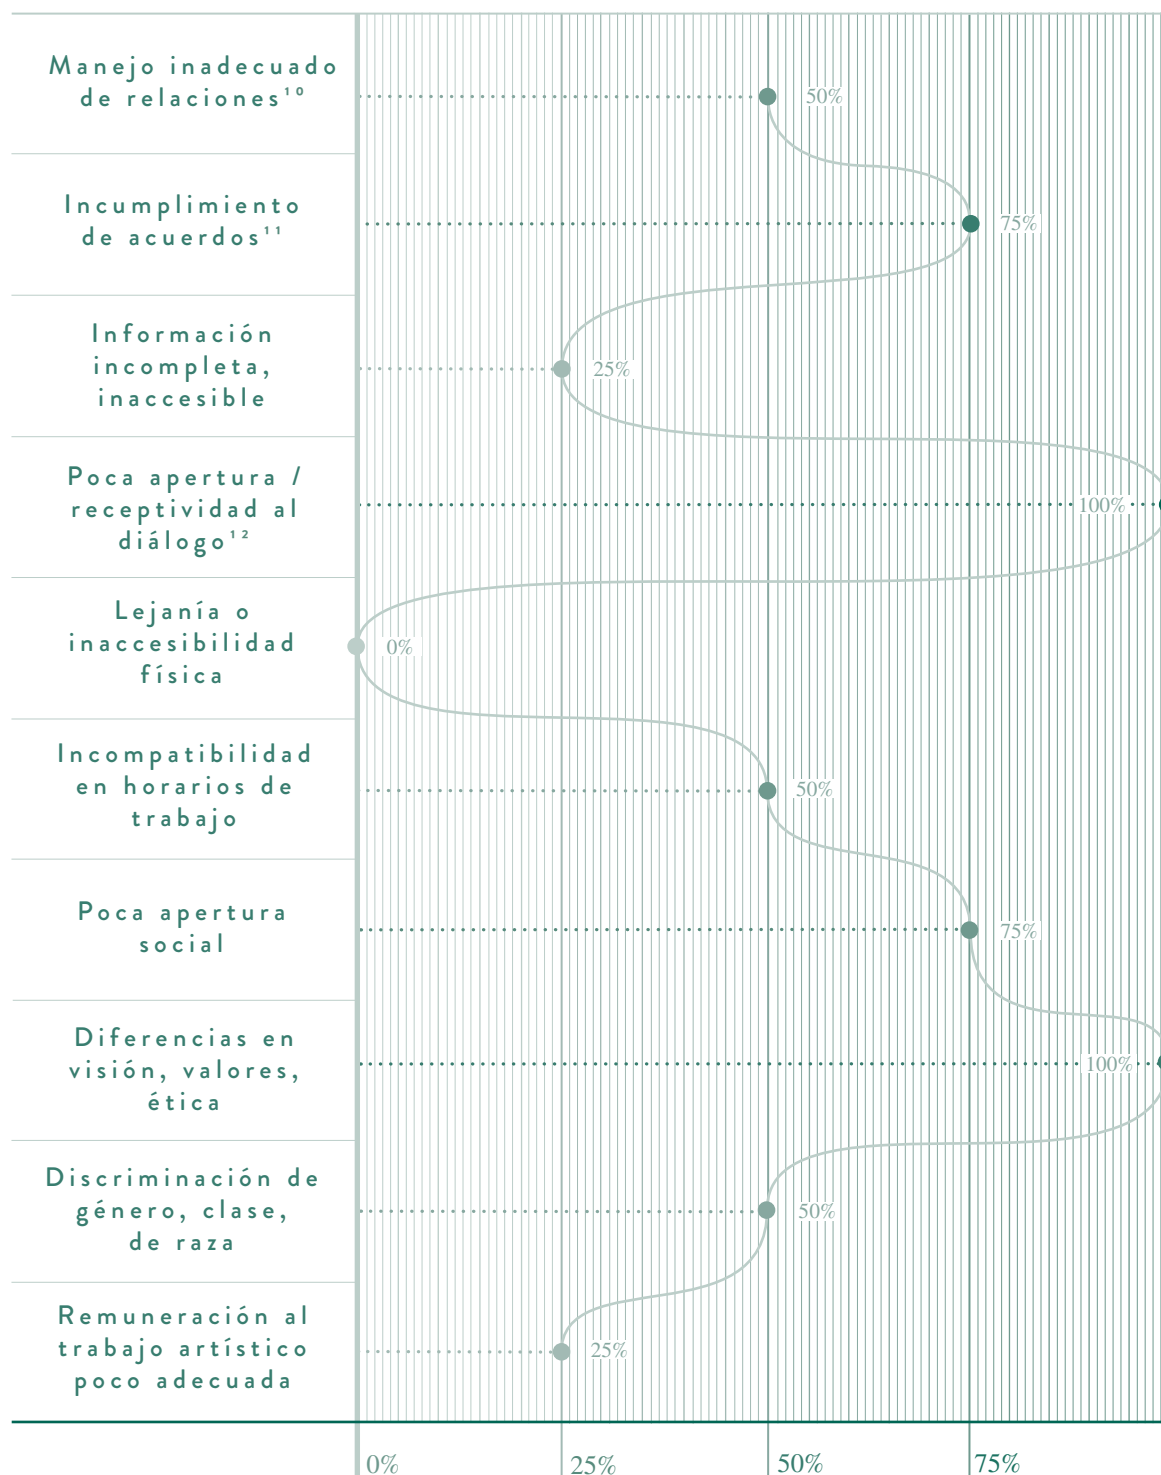 Manejo inadecuado
de relaciones¹⁰
50%
Incumplimiento
de acuerdos¹¹
75%
Información
incompleta,
inaccesible
25%
Poca apertura /
receptividad al
diálogo¹²
100%
Lejanía o
inaccesibilidad
física
0%
Incompatibilidad
en horarios de
trabajo
50%
Poca apertura
social
75%
Diferencias en
visión, valores,
ética
100%
Discriminación de
género, clase,
de raza
50%
Remuneración al
trabajo artístico
poco adecuada
25%
0% 25% 50% 75%